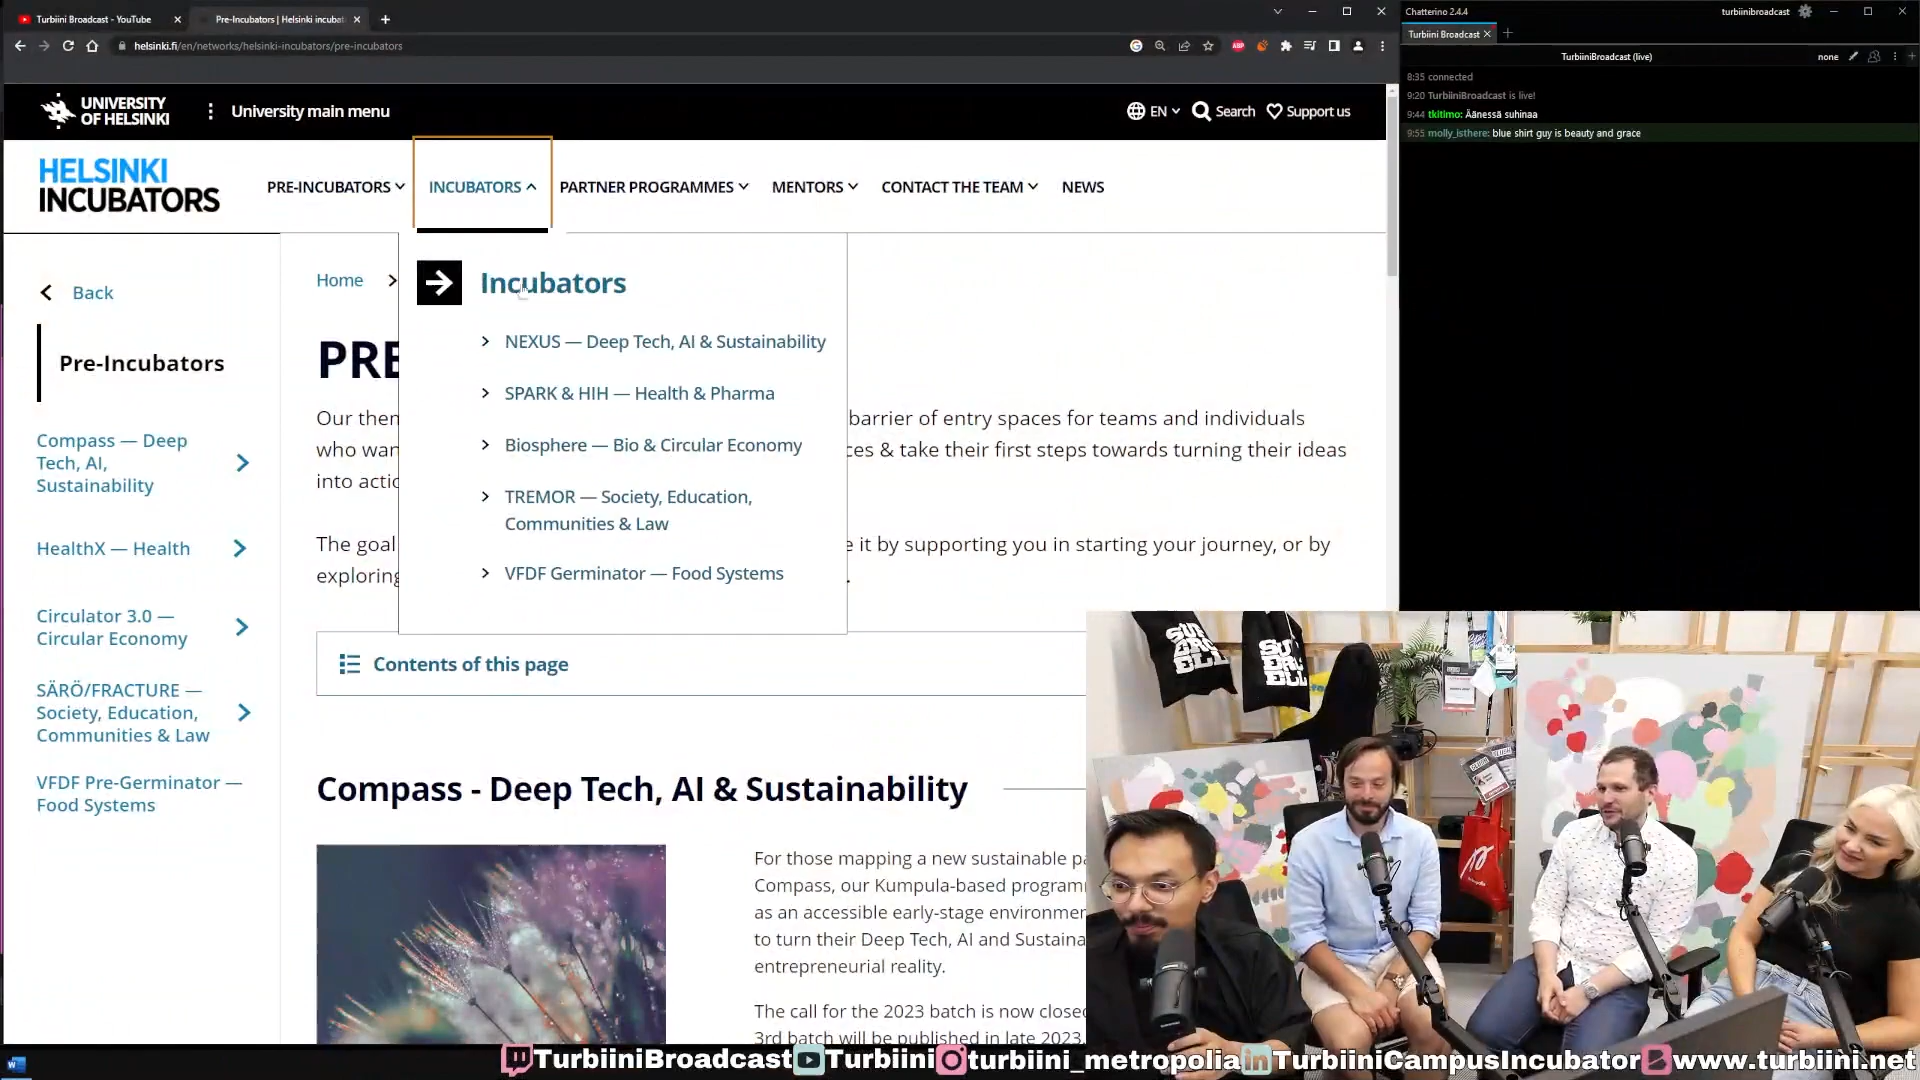 Turbiini Broadcast - YouTube
Pre-Incubators | Helsinki incubat
helsinki.fi/en/networks/helsinki-incubators/pre-incubators
ABP
UNIVERSITY
OF HELSINKI
University main menu
EN
Search
Support us
HELSINKI
INCUBATORS
PRE-INCUBATORS
INCUBATORS
PARTNER PROGRAMMES
MENTORS
CONTACT THE TEAM
NEWS
Back
Pre-Incubators
Compass — Deep
Tech, AI,
Sustainability
HealthX — Health
Circulator 3.0 —
Circular Economy
SÄRÖ/FRACTURE —
Society, Education,
Communities & Law
VFDF Pre-Germinator —
Food Systems
Home
Incubators
NEXUS — Deep Tech, AI & Sustainability
SPARK & HIH — Health & Pharma
Biosphere — Bio & Circular Economy
TREMOR — Society, Education,
Communities & Law
VFDF Germinator — Food Systems
PRE
Our then barrier of entry spaces for teams and individuals
who wan ces & take their first steps towards turning their ideas
into actic
The goal e it by supporting you in starting your journey, or by
exploring
Contents of this page
Compass - Deep Tech, AI & Sustainability
For those mapping a new sustainable pa
Compass, our Kumpula-based programm
as an accessible early-stage environmen
to turn their Deep Tech, AI and Sustaina
entrepreneurial reality.
The call for the 2023 batch is now closed
3rd batch will be published in late 2023.
Chatterino 2.4.4
turbiinibroadcast
Turbiini Broadcast
TurbiiniBroadcast (live)
none
8:35 connected
9:20 TurbiiniBroadcast is live!
9:44 tkitimo: Äänessä suhinaa
9:55 molly_isthere: blue shirt guy is beauty and grace
SUP
ERC
ELL
SUP
ERC
ELL
TurbiiniBroadcast Turbiini turbiini_metropolia TurbiiniCampusIncubator www.turbiini.net